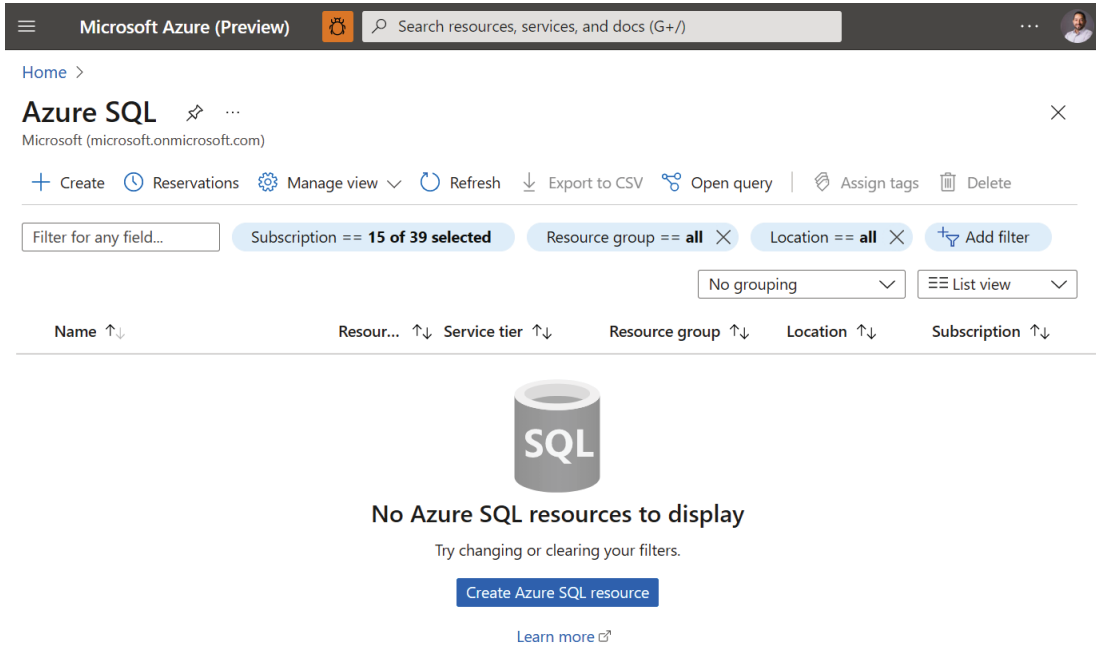 Microsoft Azure (Preview) Search resources, services, and docs (G+/) ...
Home >
Azure SQL ...
Microsoft (microsoft.onmicrosoft.com)
+ Create Reservations Manage view Refresh Export to CSV Open query Assign tags Delete
Filter for any field... Subscription == 15 of 39 selected Resource group == all Location == all Add filter
No grouping List view
Name ↑↓ Resour... ↑↓ Service tier ↑↓ Resource group ↑↓ Location ↑↓ Subscription ↑↓
SQL
No Azure SQL resources to display
Try changing or clearing your filters.
Create Azure SQL resource
Learn more